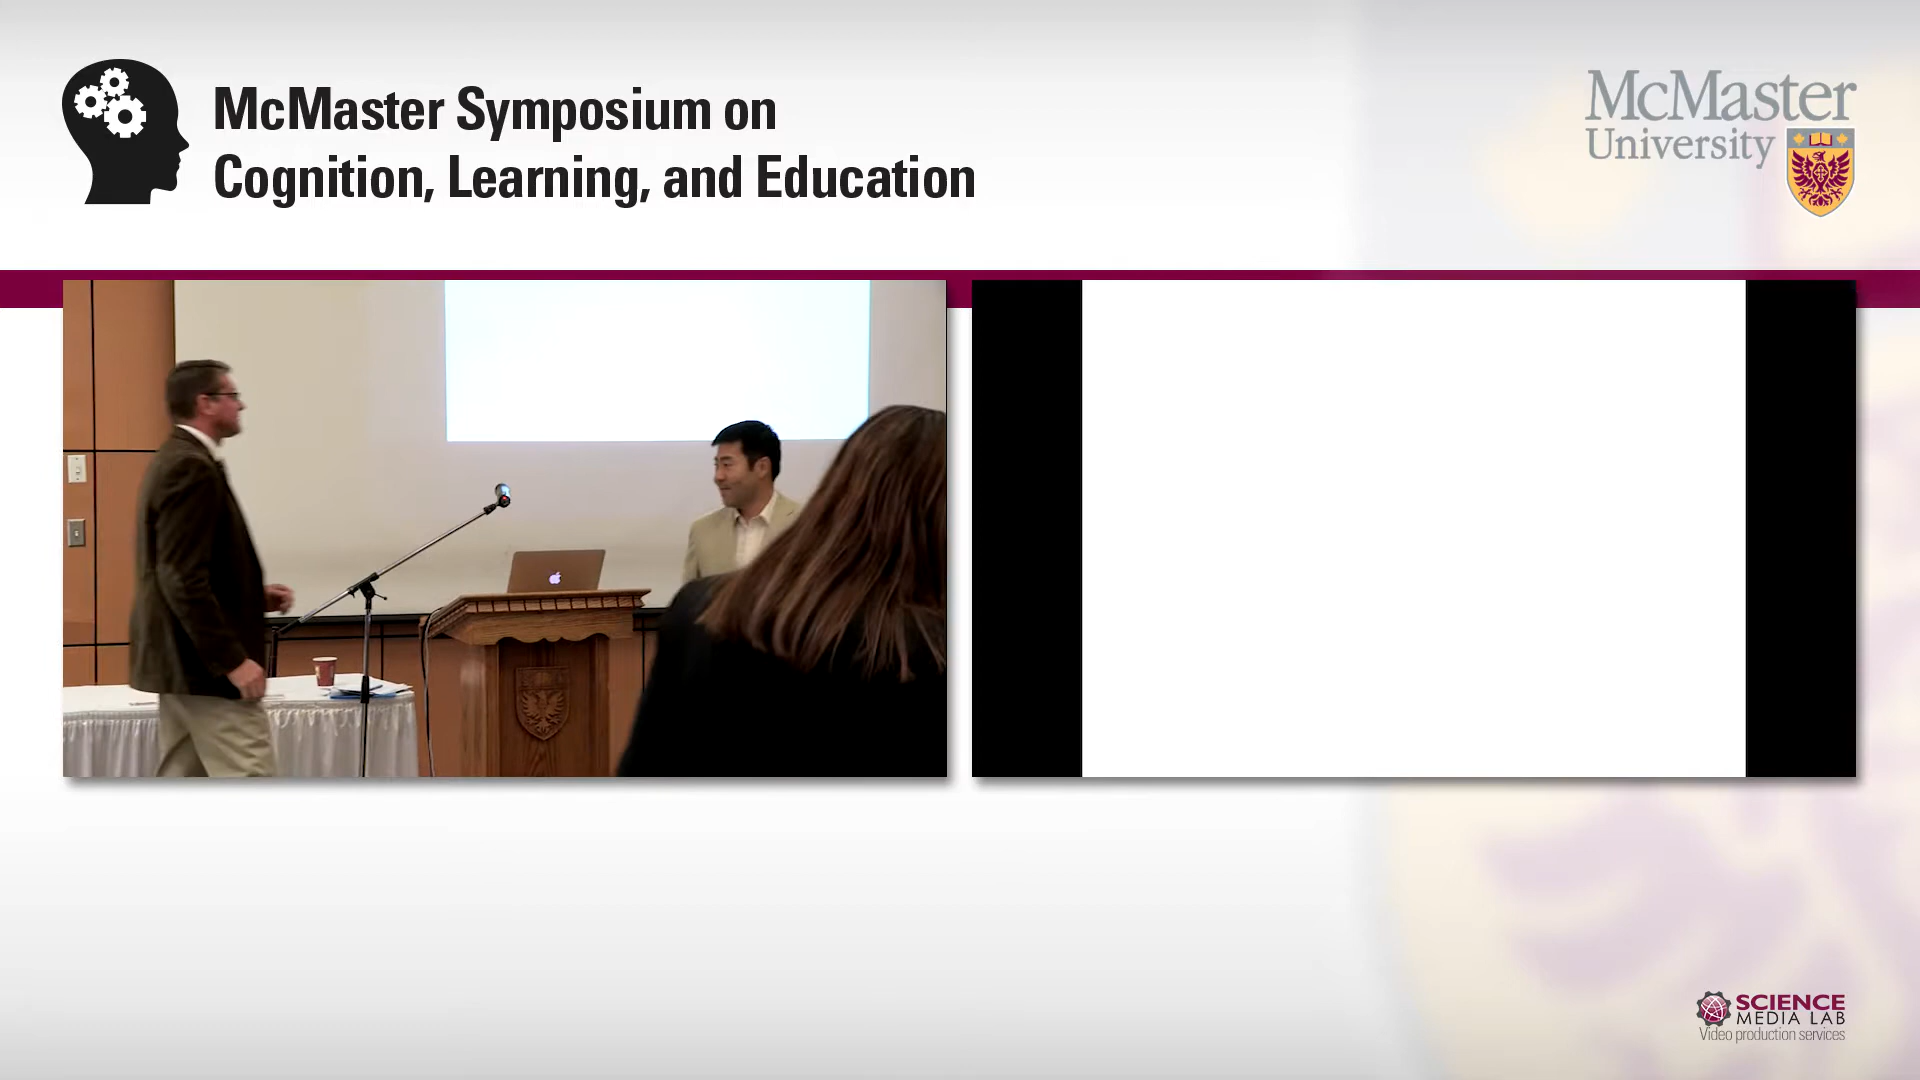 McMaster Symposium on
Cognition, Learning, and Education
McMaster
University
SCIENCE
MEDIA LAB
Video production services